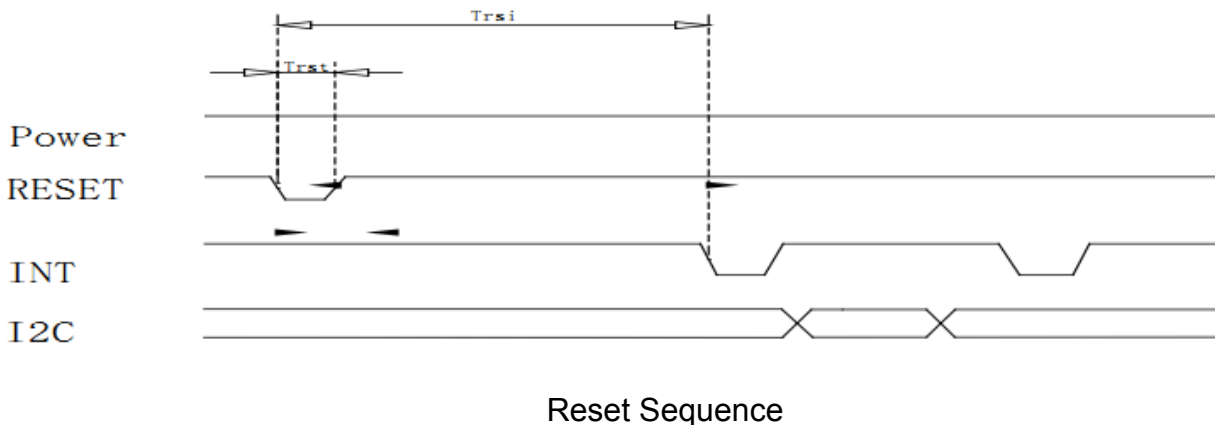 Trsi
Trst
Power
RESET
INT
I2C
Reset Sequence